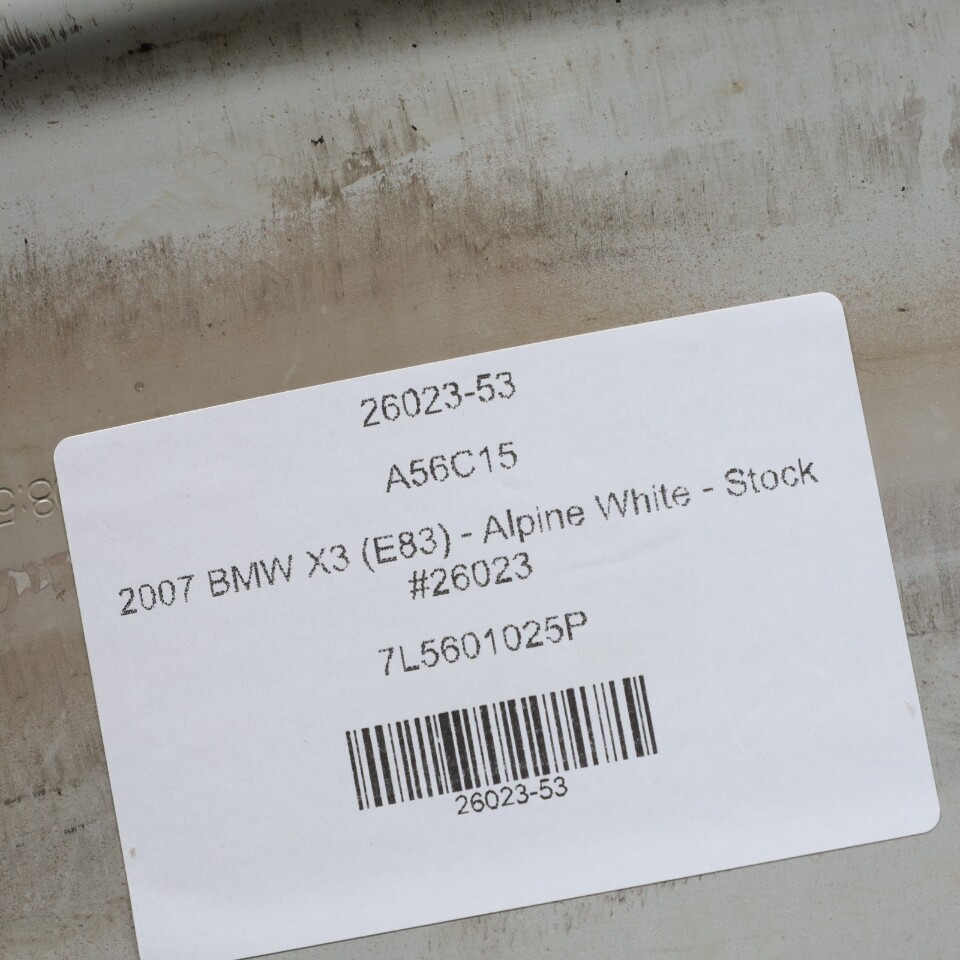 26023-53
A56C15
2007 BMW X3 (E83) - Alpine White - Stock
#26023
7L5601025P
26023-53